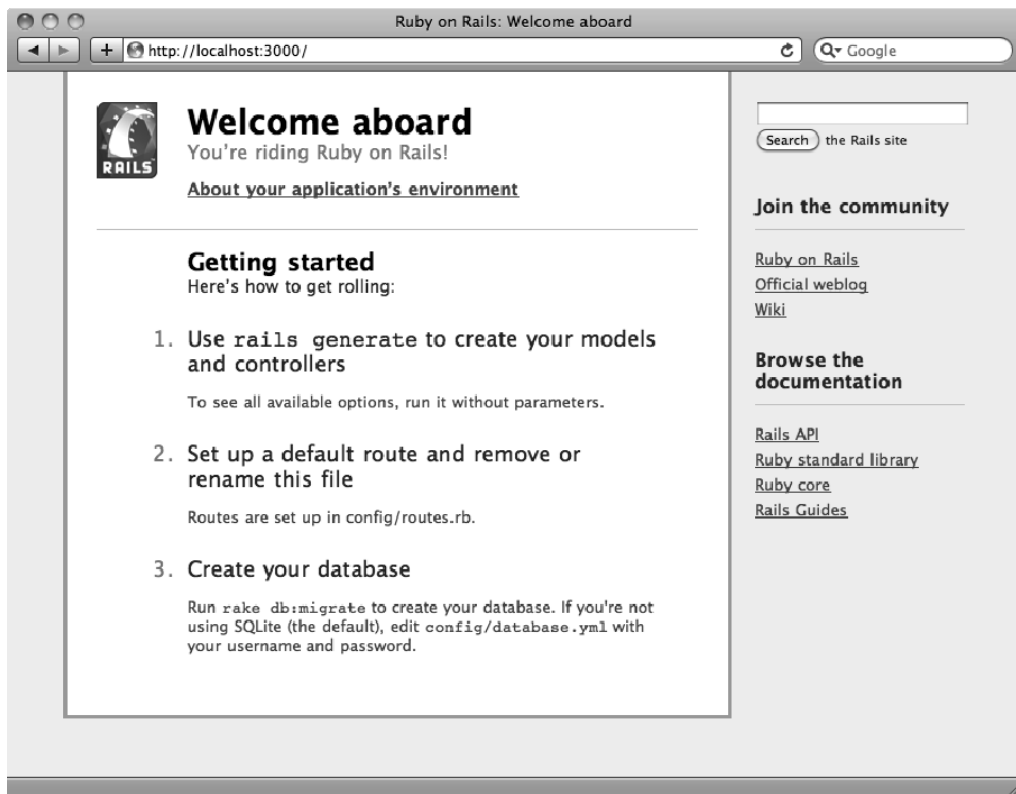 Ruby on Rails: Welcome aboard
http://localhost:3000/
Google
RAILS
Welcome aboard
You're riding Ruby on Rails!
About your application's environment
Getting started
Here's how to get rolling:
1. Use rails generate to create your models
and controllers
To see all available options, run it without parameters.
2. Set up a default route and remove or
rename this file
Routes are set up in config/routes.rb.
3. Create your database
Run rake db:migrate to create your database. If you're not
using SQLite (the default), edit config/database.yml with
your username and password.
Search the Rails site
Join the community
Ruby on Rails
Official weblog
Wiki
Browse the
documentation
Rails API
Ruby standard library
Ruby core
Rails Guides